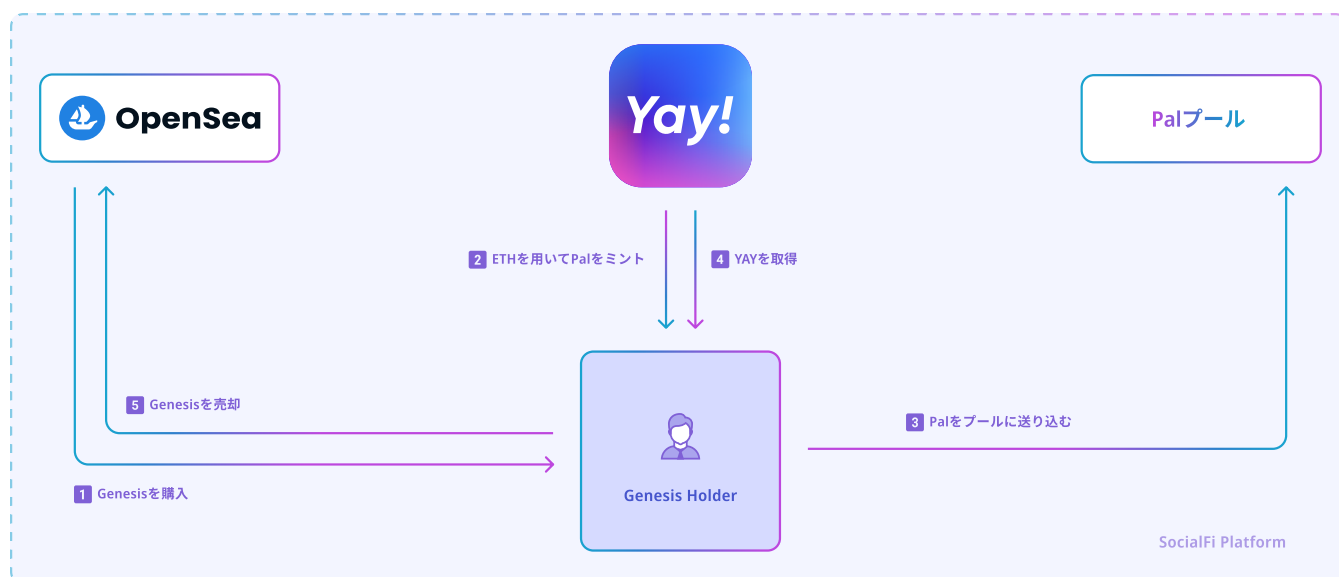 OpenSea
Yay!
Palプール
2 ETHを用いてPalをミント
4 YAYを取得
5 Genesisを売却
3 Palをプールに送り込む
1 Genesisを購入
Genesis Holder
SocialFi Platform